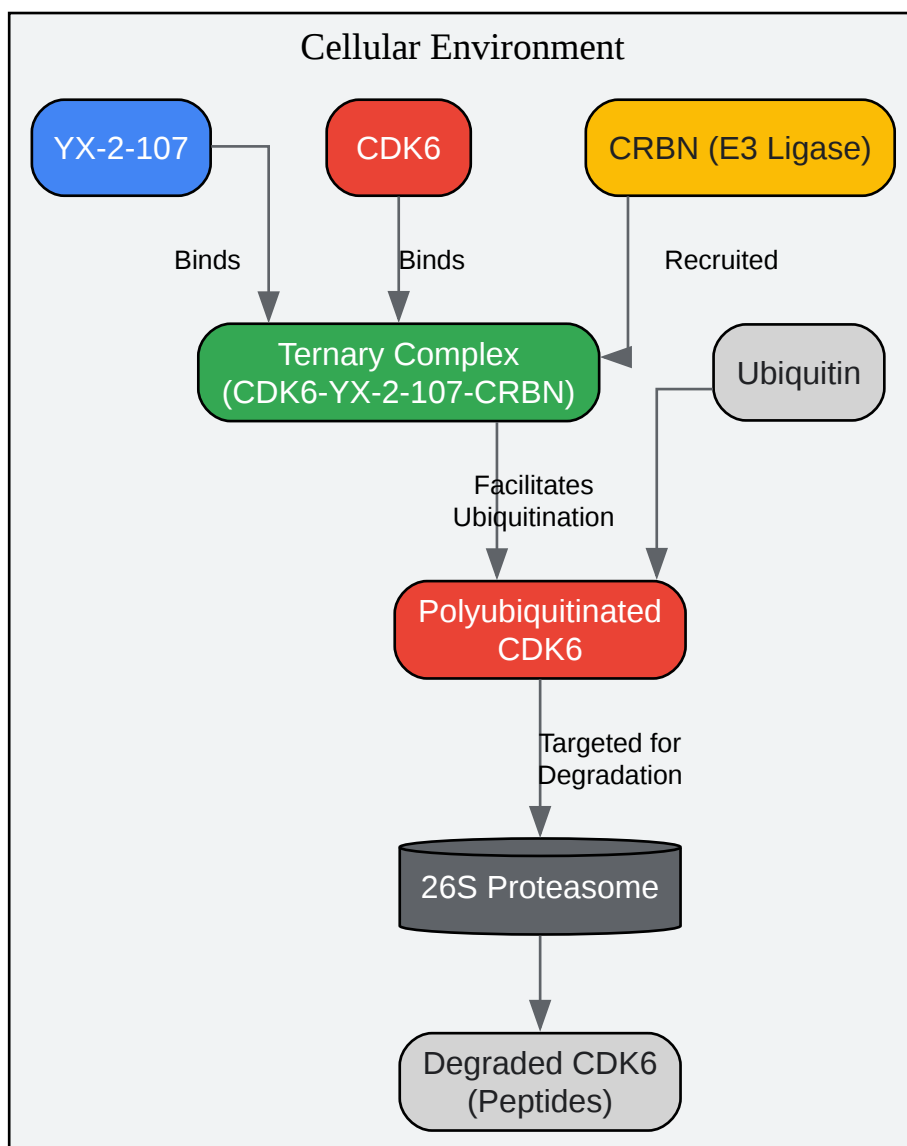 Cellular Environment
YX-2-107
CDK6
CRBN (E3 Ligase)
Binds
Binds
Recruited
Ternary Complex
(CDK6-YX-2-107-CRBN)
Ubiquitin
Facilitates
Ubiquitination
Polyubiquitinated
CDK6
Targeted for
Degradation
26S Proteasome
Degraded CDK6
(Peptides)